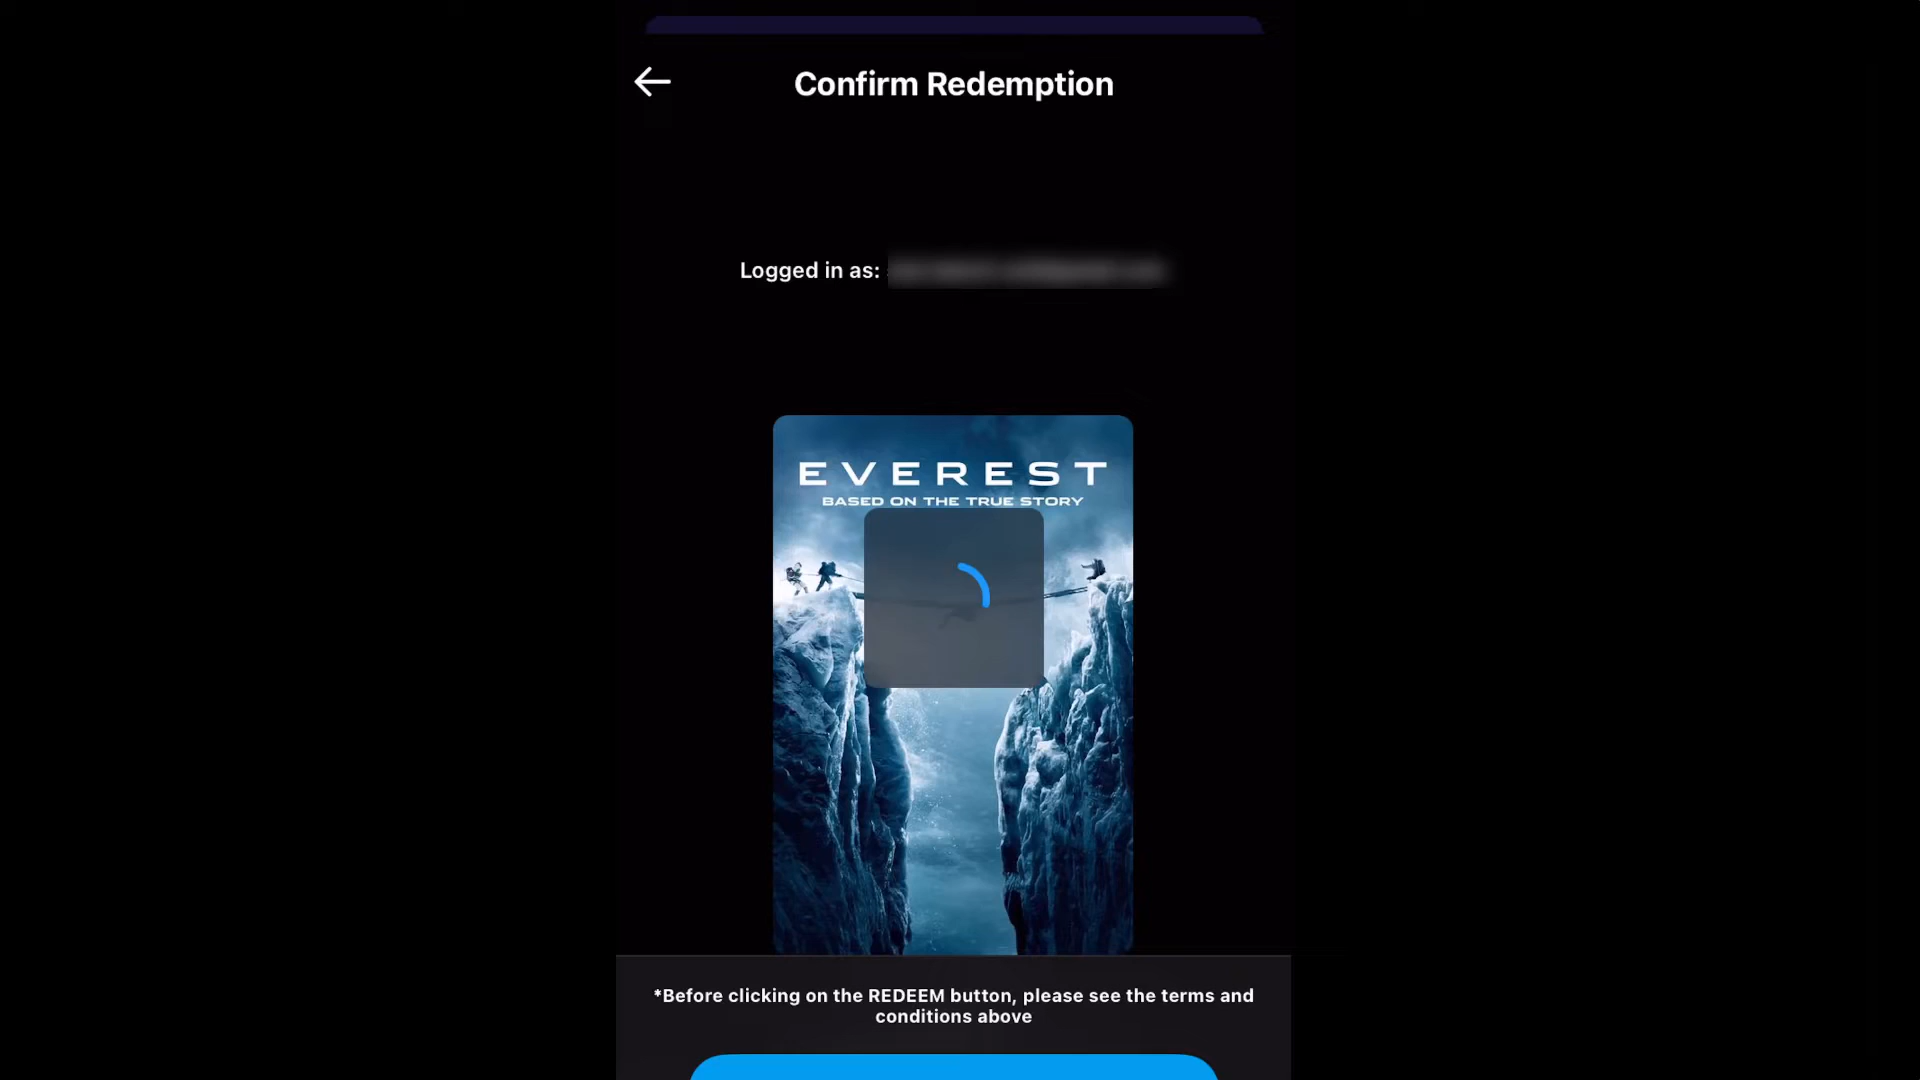 Confirm Redemption
Logged in as:
EVEREST
BASED ON THE TRUE STORY
*Before clicking on the REDEEM button, please see the terms and
conditions above